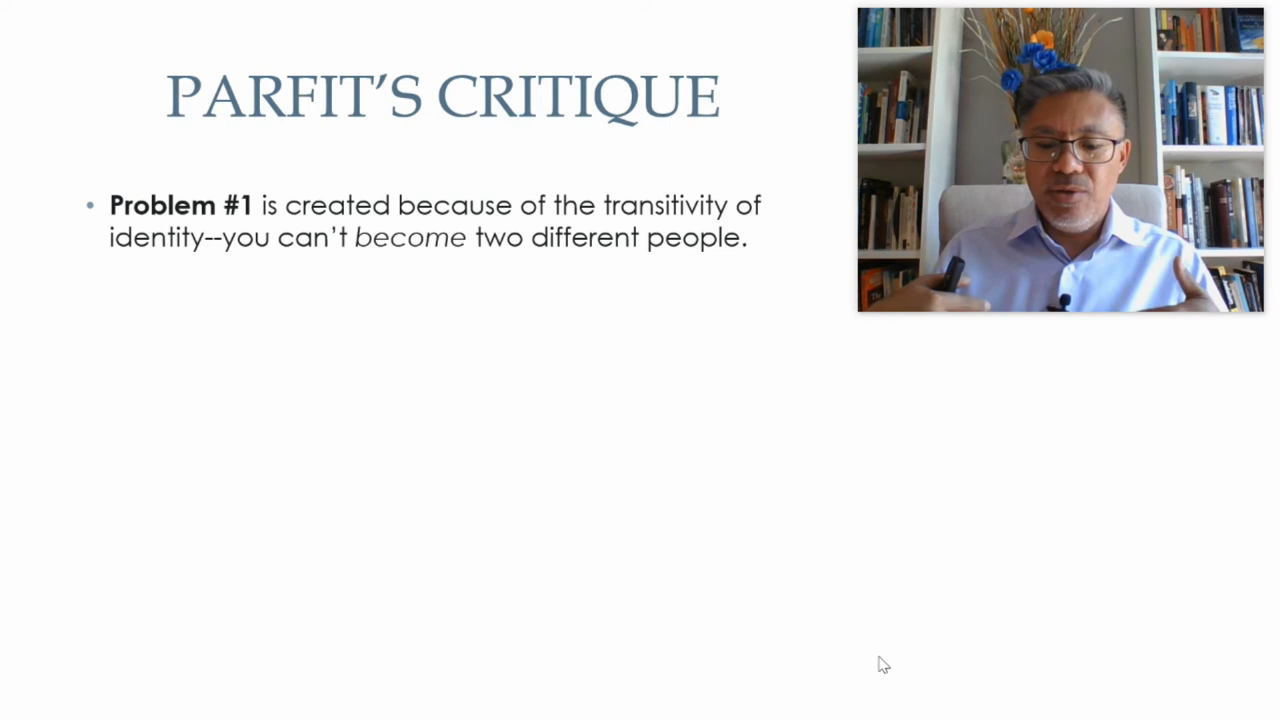 PARFIT'S CRITIQUE
• Problem #1 is created because of the transitivity of
identity--you can't become two different people.